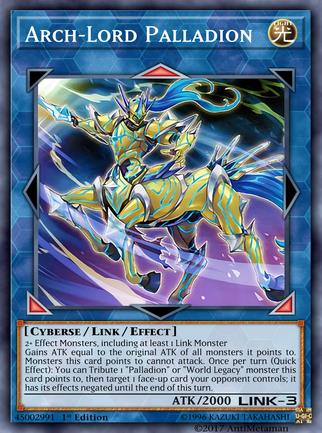 ARCH-LORD PALLADION
LIGHT
光
[CYBERSE / LINK / EFFECT]
2+ Effect Monsters, including at least 1 Link Monster
Gains ATK equal to the original ATK of all monsters it points to.
Monsters this card points to cannot attack. Once per turn (Quick
Effect): You can Tribute 1 "Palladion" or "World Legacy" monster this
card points to, then target 1 face-up card your opponent controls; it
has its effects negated until the end of this turn.
ATK/2000 LINK-3
45002991 1st Edition
©1996 KAZUKI TAKAHASHI
©2017 AntiMetaman